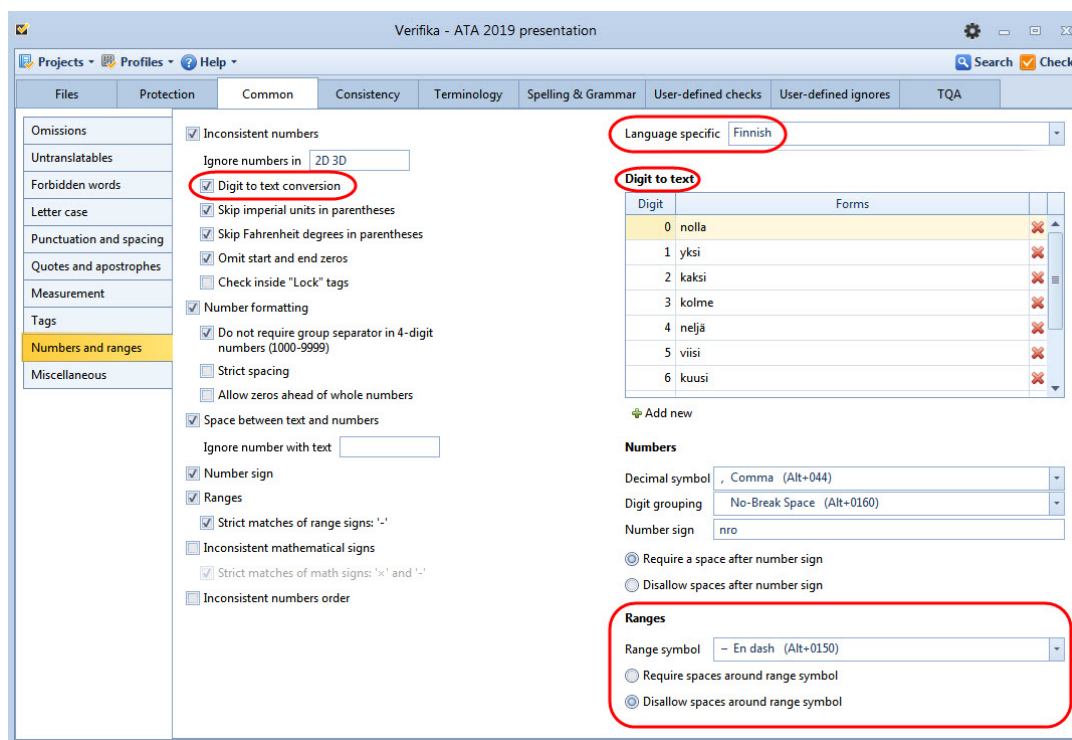 Verifika - ATA 2019 presentation
Projects Profiles Help Search Check
Files Protection Common Consistency Terminology Spelling & Grammar User-defined checks User-defined ignores TQA
Omissions
Untranslatables
Forbidden words
Letter case
Punctuation and spacing
Quotes and apostrophes
Measurement
Tags
Numbers and ranges
Miscellaneous
Inconsistent numbers
Ignore numbers in 2D 3D
Digit to text conversion
Skip imperial units in parentheses
Skip Fahrenheit degrees in parentheses
Omit start and end zeros
Check inside "Lock" tags
Number formatting
Do not require group separator in 4-digit
numbers (1000-9999)
Strict spacing
Allow zeros ahead of whole numbers
Space between text and numbers
Ignore number with text
Number sign
Ranges
Strict matches of range signs: '-'
Inconsistent mathematical signs
Strict matches of math signs: '×' and '-'
Inconsistent numbers order
Language specific Finnish
Digit to text
Digit Forms
0 nolla
1 yksi
2 kaksi
3 kolme
4 neljä
5 viisi
6 kuusi
Add new
Numbers
Decimal symbol , Comma (Alt+044)
Digit grouping No-Break Space (Alt+0160)
Number sign nro
Require a space after number sign
Disallow spaces after number sign
Ranges
Range symbol – En dash (Alt+0150)
Require spaces around range symbol
Disallow spaces around range symbol